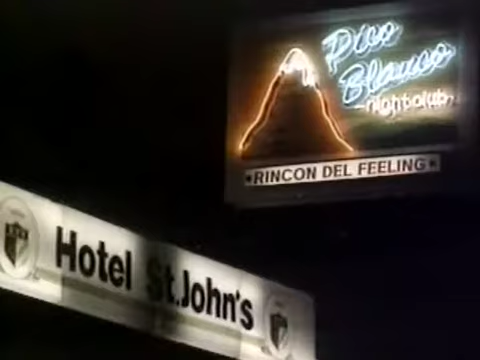 Pico
Blanco
nightclub
RINCON DEL FEELING
Hotel St.John's